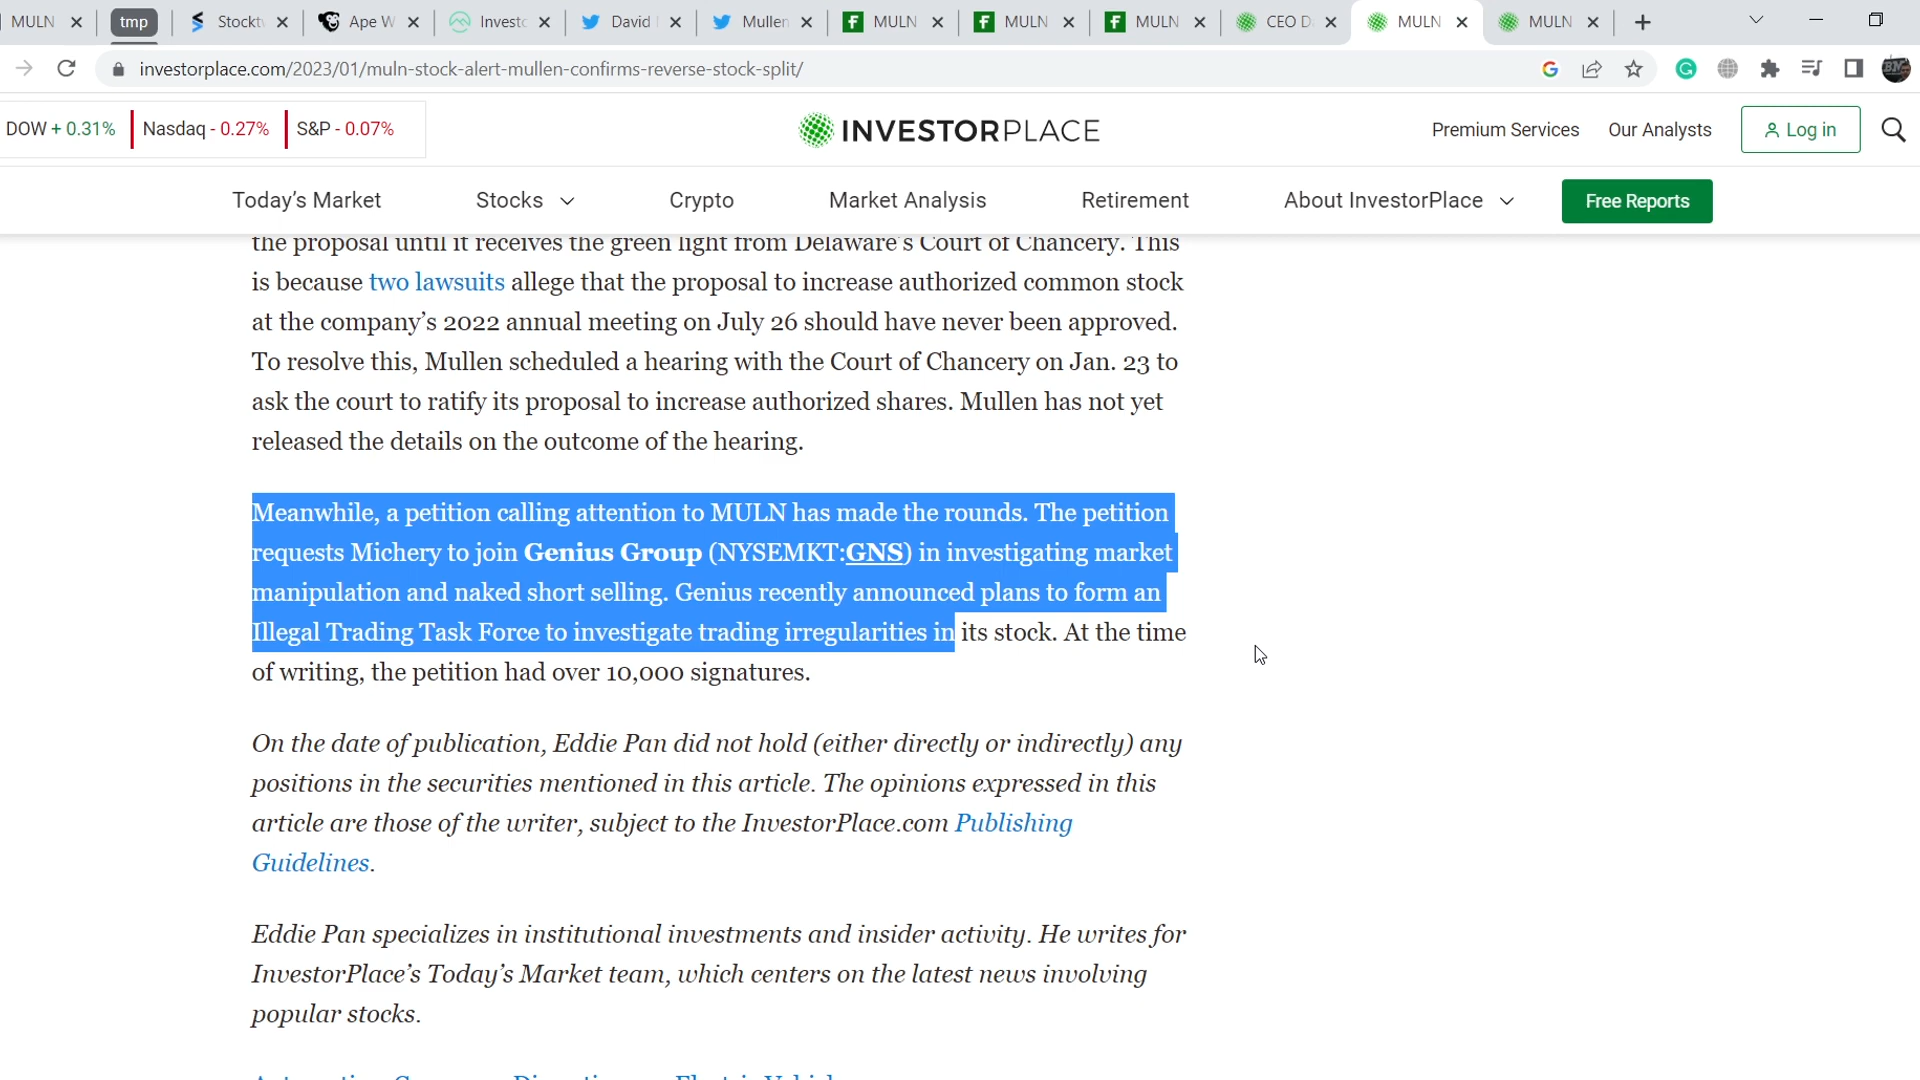 MULN
tmp
Stockt
Ape W
Investo
David
Mullen
MULN
MULN
MULN
CEO D
MULN
MULN
investorplace.com/2023/01/muln-stock-alert-mullen-confirms-reverse-stock-split/
DOW + 0.31%
Nasdaq - 0.27%
S&P - 0.07%
INVESTORPLACE
Premium Services
Our Analysts
Log in
Today's Market
Stocks
Crypto
Market Analysis
Retirement
About InvestorPlace
Free Reports
the proposal until it receives the green light from Delaware's Court of Chancery. This
is because two lawsuits allege that the proposal to increase authorized common stock
at the company's 2022 annual meeting on July 26 should have never been approved.
To resolve this, Mullen scheduled a hearing with the Court of Chancery on Jan. 23 to
ask the court to ratify its proposal to increase authorized shares. Mullen has not yet
released the details on the outcome of the hearing.
Meanwhile, a petition calling attention to MULN has made the rounds. The petition
requests Michery to join Genius Group (NYSEMKT:GNS) in investigating market
manipulation and naked short selling. Genius recently announced plans to form an
Illegal Trading Task Force to investigate trading irregularities in its stock. At the time
of writing, the petition had over 10,000 signatures.
On the date of publication, Eddie Pan did not hold (either directly or indirectly) any
positions in the securities mentioned in this article. The opinions expressed in this
article are those of the writer, subject to the InvestorPlace.com Publishing
Guidelines.
Eddie Pan specializes in institutional investments and insider activity. He writes for
InvestorPlace's Today's Market team, which centers on the latest news involving
popular stocks.